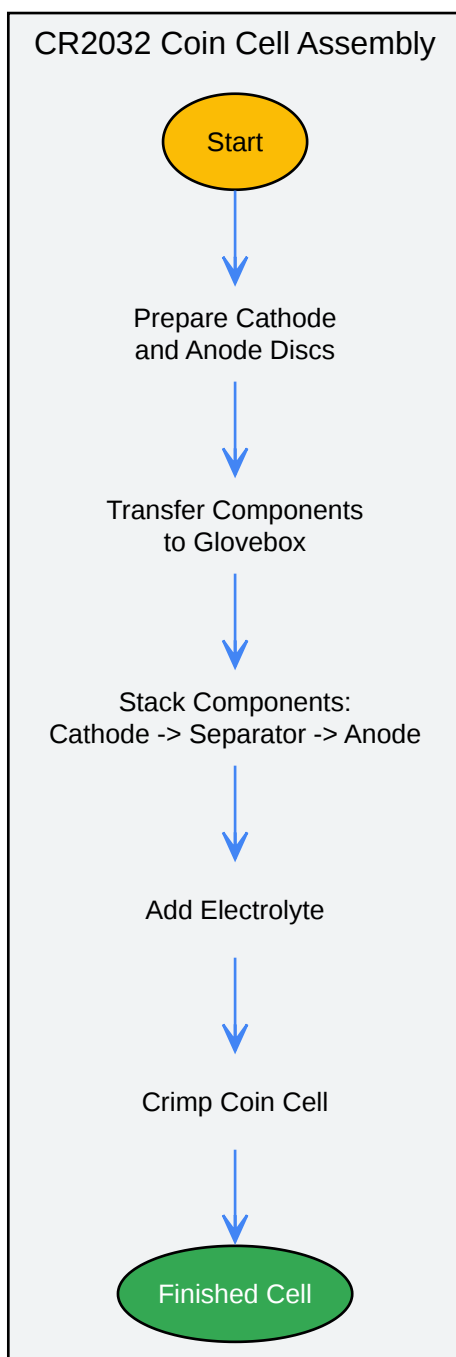 CR2032 Coin Cell Assembly
Start
Prepare Cathode
and Anode Discs
Transfer Components
to Glovebox
Stack Components:
Cathode -> Separator -> Anode
Add Electrolyte
Crimp Coin Cell
Finished Cell